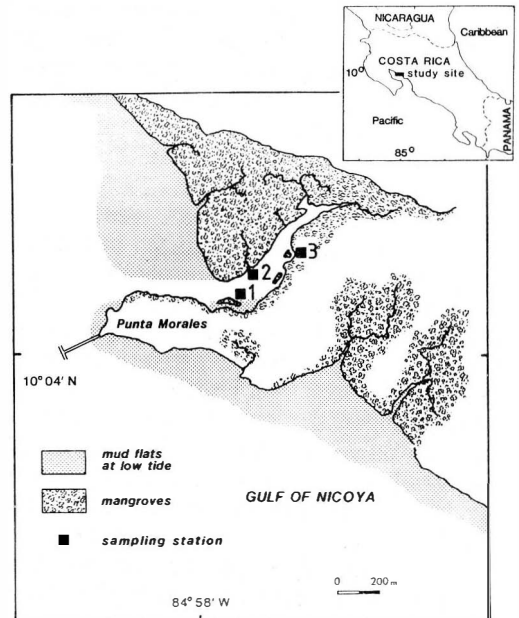 NICARAGUA
Caribbean
COSTA RICA
10°
study site
Pacific
PANAMA
85°
3
2
1
Punta Morales
10° 04' N
mud flats
at low tide
mangroves
GULF OF NICOYA
sampling station
0 200 m
84° 58' W